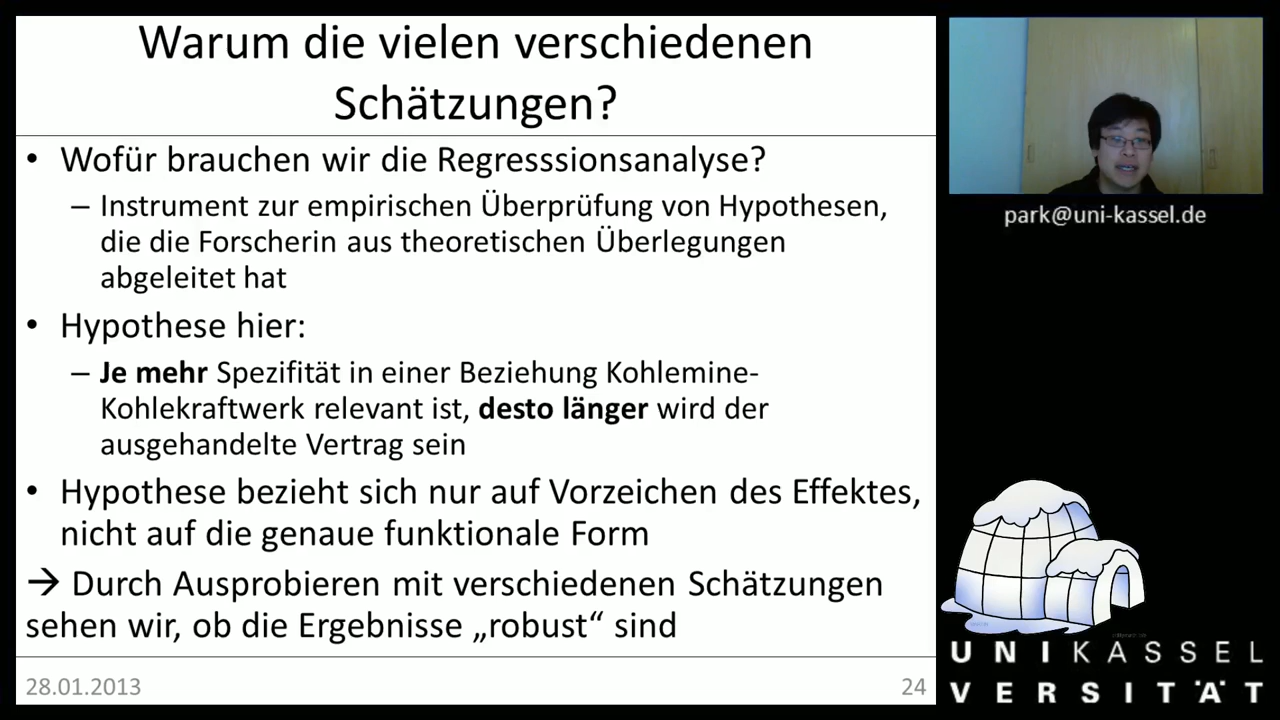 Warum die vielen verschiedenen
Schätzungen?
• Wofür brauchen wir die Regresssionsanalyse?
– Instrument zur empirischen Überprüfung von Hypothesen,
die die Forscherin aus theoretischen Überlegungen
abgeleitet hat
• Hypothese hier:
– Je mehr Spezifität in einer Beziehung Kohlemine-
Kohlekraftwerk relevant ist, desto länger wird der
ausgehandelte Vertrag sein
• Hypothese bezieht sich nur auf Vorzeichen des Effektes,
nicht auf die genaue funktionale Form
→ Durch Ausprobieren mit verschiedenen Schätzungen
sehen wir, ob die Ergebnisse „robust“ sind
28.01.2013
24
park@uni-kassel.de
UNIKASSEL
VERSITÄT